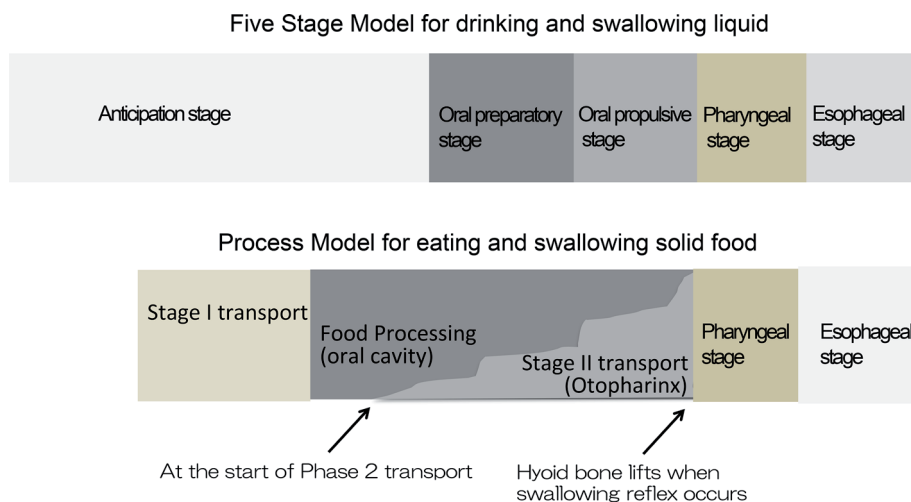 Five Stage Model for drinking and swallowing liquid
Anticipation stage
Oral preparatory
stage
Oral propulsive
stage
Pharyngeal
stage
Esophageal
stage
Process Model for eating and swallowing solid food
Stage I transport
Food Processing
(oral cavity)
Stage II transport
(Otopharinx)
Pharyngeal
stage
Esophageal
stage
At the start of Phase 2 transport
Hyoid bone lifts when
swallowing reflex occurs